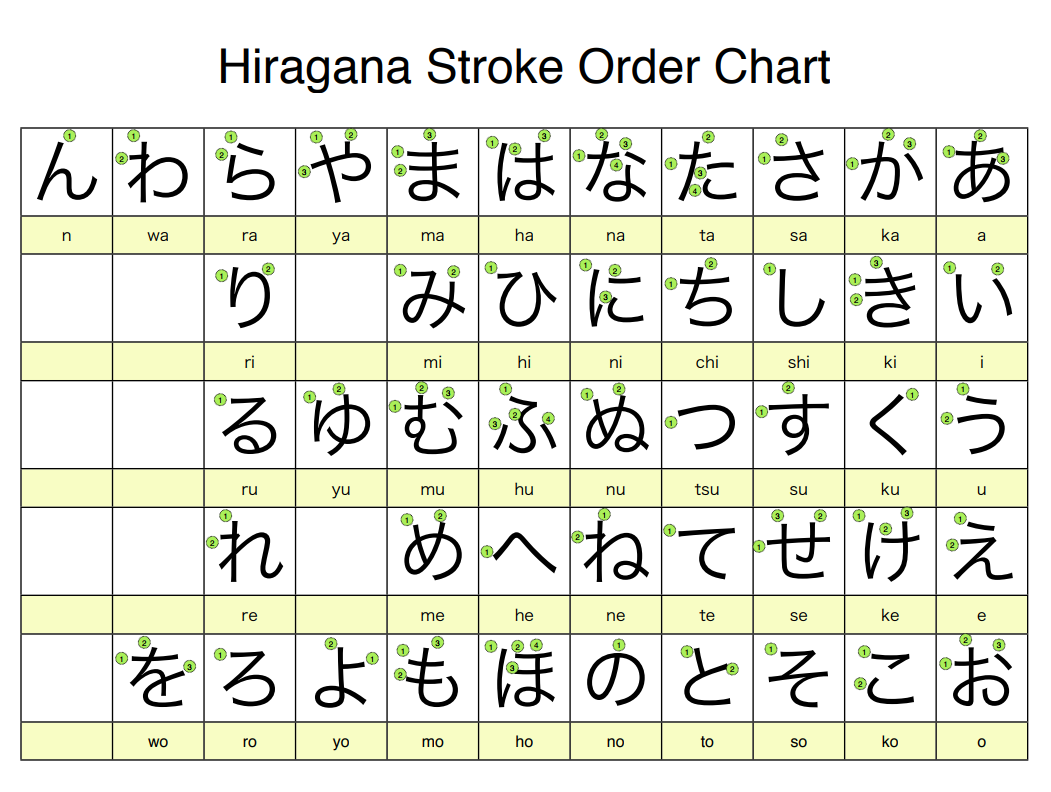 Hiragana Stroke Order Chart
ん わ ら や ま は な た さ か あ
n wa ra ya ma ha na ta sa ka a
り み ひ に ち し き い
ri mi hi ni chi shi ki i
る ゆ む ふ ぬ つ す く う
ru yu mu hu nu tsu su ku u
れ め へ ね て せ け え
re me he ne te se ke e
を ろ よ も ほ の と そ こ お
wo ro yo mo ho no to so ko o